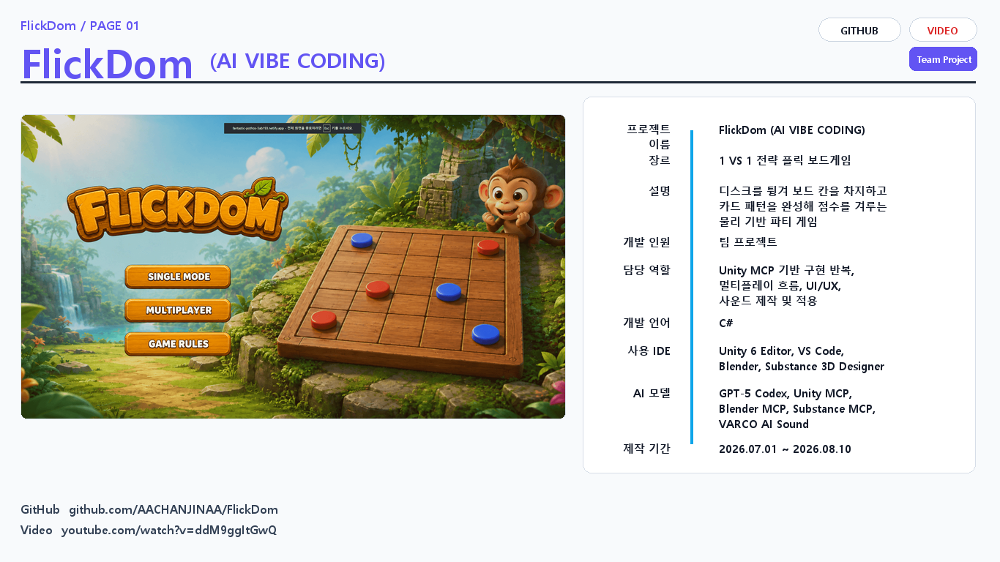 FlickDom / PAGE 01
GITHUB
VIDEO
FlickDom (AI VIBE CODING)
Team Project
fantastic-pothos-5ab193.netlify.app - 전체 화면을 종료하려면 Esc 키를 누르세요.
FLICKDOM
SINGLE MODE
MULTIPLAYER
GAME RULES
프로젝트
이름
FlickDom (AI VIBE CODING)
장르
1 VS 1 전략 플릭 보드게임
설명
디스크를 튕겨 보드 칸을 차지하고
카드 패턴을 완성해 점수를 겨루는
물리 기반 파티 게임
개발 인원
팀 프로젝트
담당 역할
Unity MCP 기반 구현 반복,
멀티플레이 흐름, UI/UX,
사운드 제작 및 적용
개발 언어
C#
사용 IDE
Unity 6 Editor, VS Code,
Blender, Substance 3D Designer
AI 모델
GPT-5 Codex, Unity MCP,
Blender MCP, Substance MCP,
VARCO AI Sound
제작 기간
2026.07.01 ~ 2026.08.10
GitHub github.com/AACHANJINAA/FlickDom
Video youtube.com/watch?v=ddM9ggItGwQ